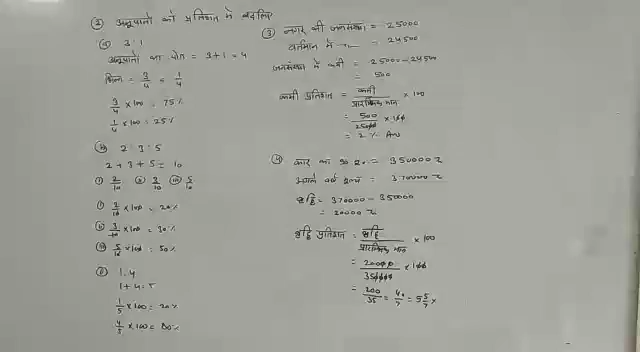 ② अनुपातों को प्रतिशत में बदलिए
(a) 3 : 1
अनुपातों का योग = 3+1 = 4
भिन्न = 3/4 = 1/4
3/4 × 100 = 75%
1/4 × 100 = 25%
(b) 2 : 3 : 5
2 + 3 + 5 = 10
(i) 2/10 (ii) 3/10 (iii) 5/10
(i) 2/10 × 100 = 20%
(ii) 3/10 × 100 = 30%
(iii) 5/10 × 100 = 50%
1 : 4
1 + 4 = 5
1/5 × 100 = 20%
4/5 × 100 = 80%
③ नगर की जनसंख्या = 25000
वर्तमान में = 24500
जनसंख्या में कमी = 25000 - 24500
= 500
कमी प्रतिशत = कमी/प्रारम्भिक मान × 100
= 500/25000 × 100
= 2% Ans
④ कार का = 350000 रु
अगले वर्ष मूल्य = 370000 रु
वृद्धि = 370000 - 350000
= 20000 रु
वृद्धि प्रतिशत = वृद्धि/प्रारम्भिक मान × 100
= 20000/350000 × 100
= 200/35 = 40/7 = 5 5/7 %